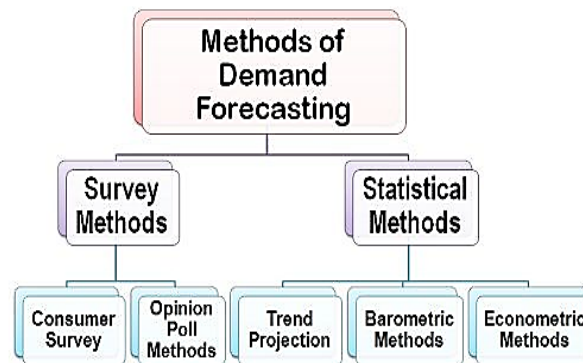 Methods of
Demand
Forecasting
Survey
Methods
Statistical
Methods
Consumer
Survey
Opinion
Poll
Methods
Trend
Projection
Barometric
Methods
Econometric
Methods